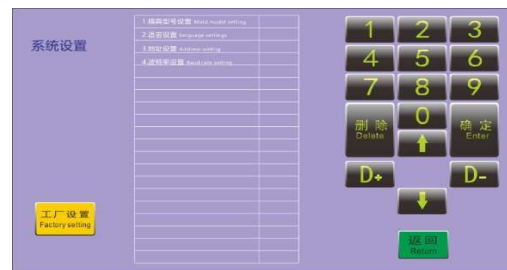 系统设置
1.模具型号设置 Mold model setting
2.语言设置 language settings
3.地址设置 Address setting
4.波特率设置 Baud rate setting
1 2 3
4 5 6
7 8 9
删 除 0 确 定
Delete Enter
D+ D-
工厂设置
Factory setting
返回
Return